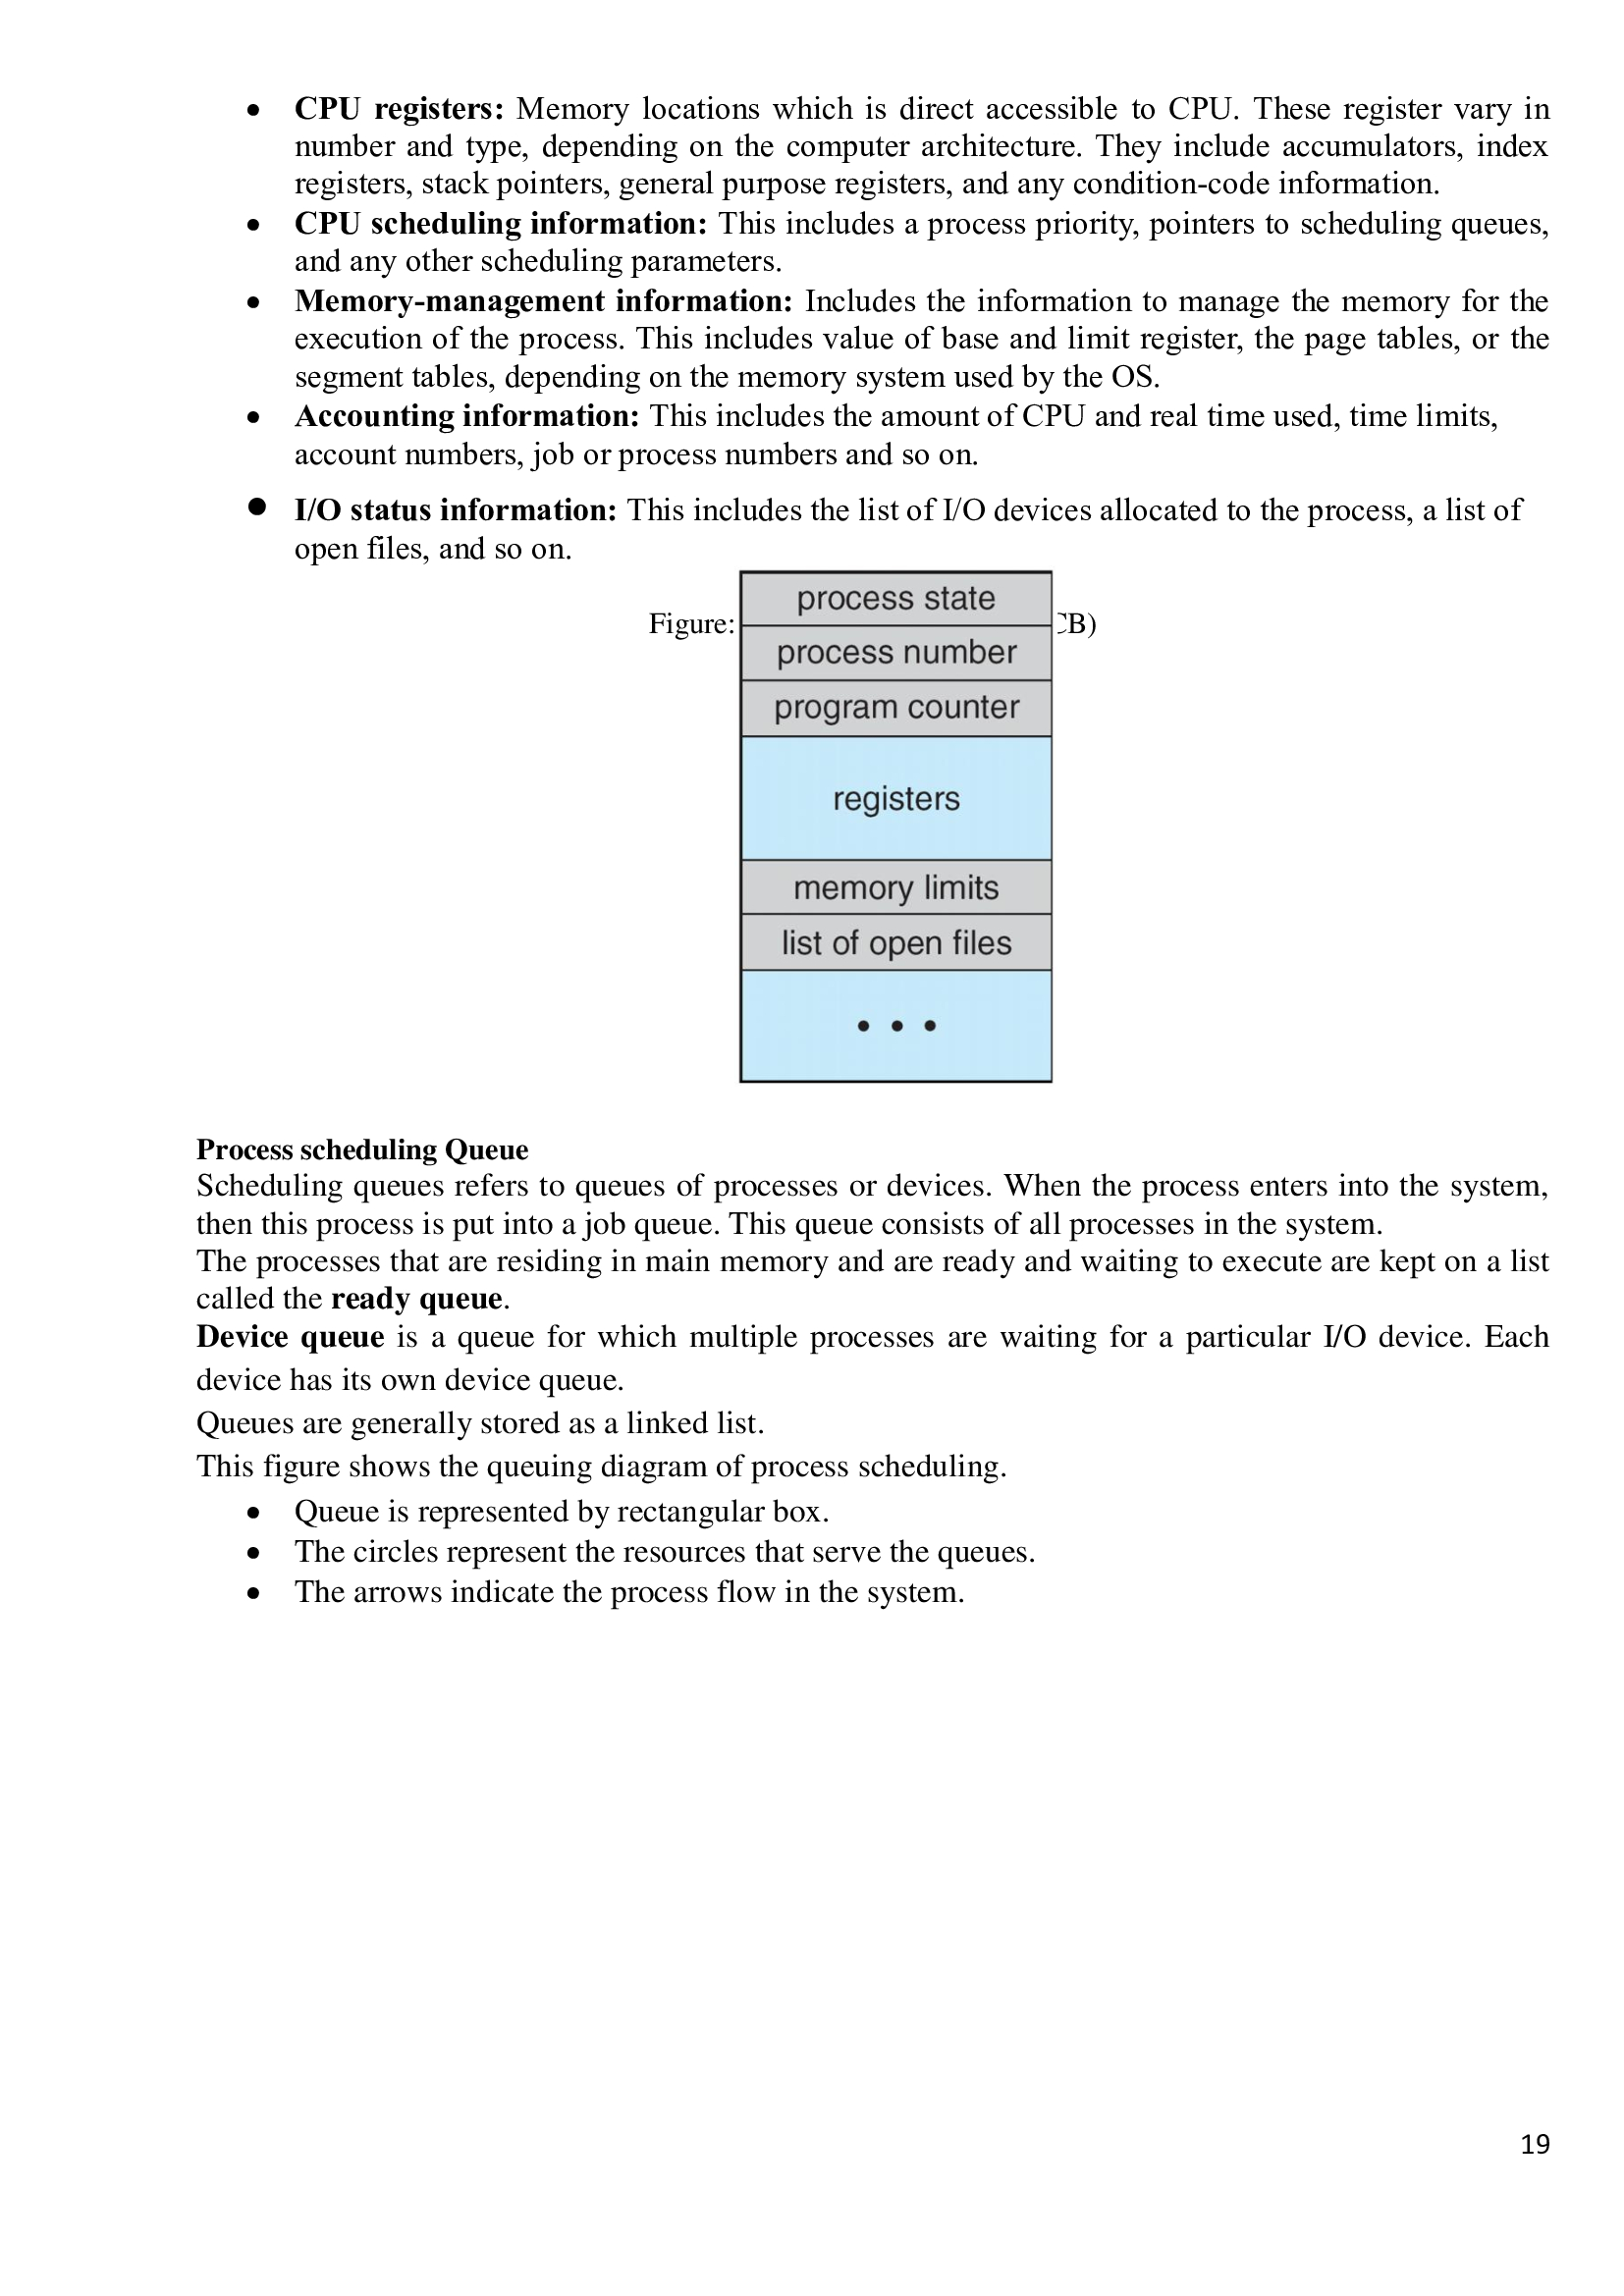 • CPU registers: Memory locations which is direct accessible to CPU. These register vary in
number and type, depending on the computer architecture. They include accumulators, index
registers, stack pointers, general purpose registers, and any condition-code information.
• CPU scheduling information: This includes a process priority, pointers to scheduling queues,
and any other scheduling parameters.
• Memory-management information: Includes the information to manage the memory for the
execution of the process. This includes value of base and limit register, the page tables, or the
segment tables, depending on the memory system used by the OS.
• Accounting information: This includes the amount of CPU and real time used, time limits,
account numbers, job or process numbers and so on.
• I/O status information: This includes the list of I/O devices allocated to the process, a list of
open files, and so on.
process state
Figure: B)
process number
program counter
registers
memory limits
list of open files
• • •
Process scheduling Queue
Scheduling queues refers to queues of processes or devices. When the process enters into the system,
then this process is put into a job queue. This queue consists of all processes in the system.
The processes that are residing in main memory and are ready and waiting to execute are kept on a list
called the ready queue.
Device queue is a queue for which multiple processes are waiting for a particular I/O device. Each
device has its own device queue.
Queues are generally stored as a linked list.
This figure shows the queuing diagram of process scheduling.
• Queue is represented by rectangular box.
• The circles represent the resources that serve the queues.
• The arrows indicate the process flow in the system.
19